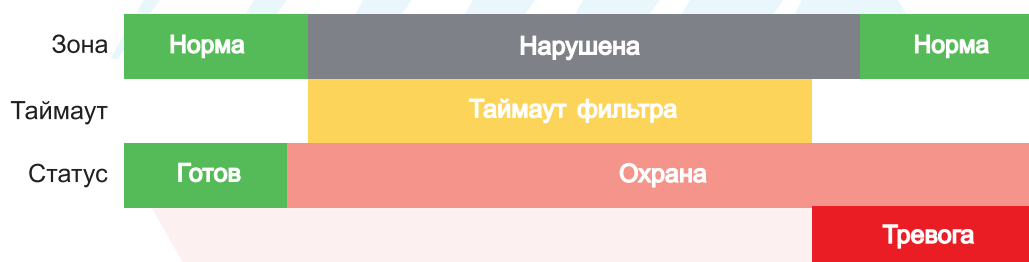 Зона Норма Нарушена Норма
Таймаут Таймаут фильтра
Статус Готов Охрана
Тревога